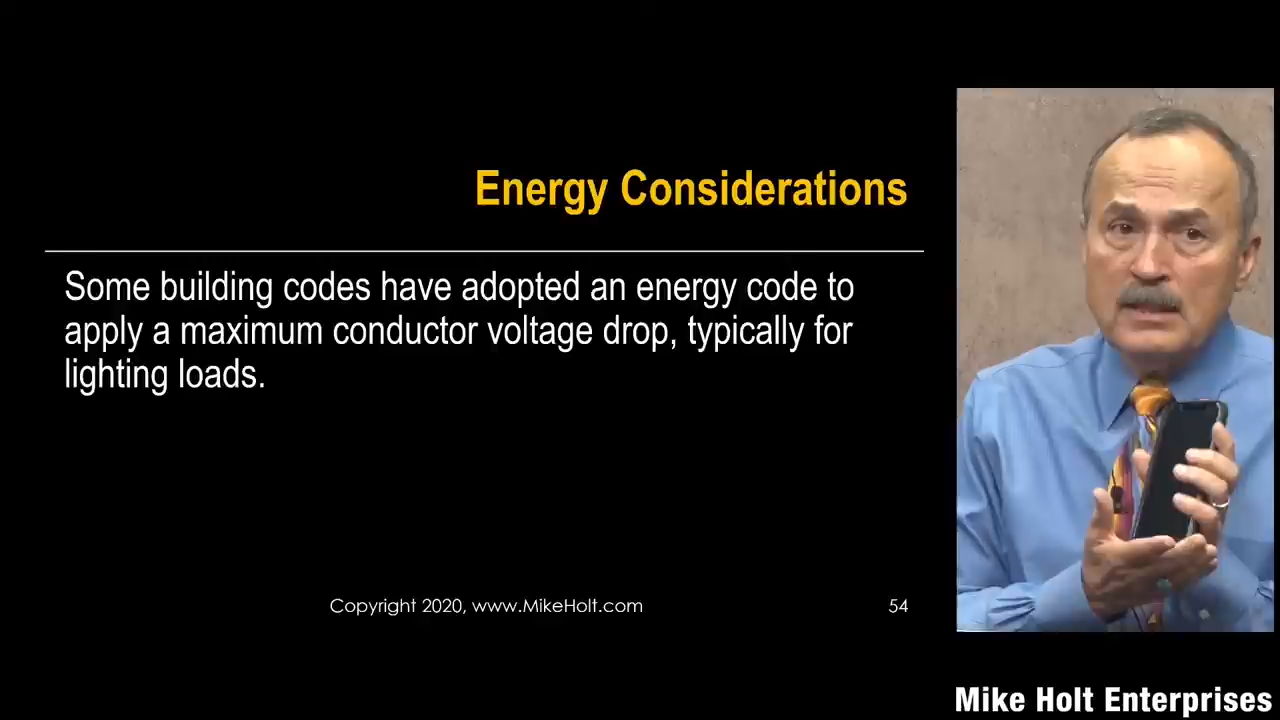 Energy Considerations
Some building codes have adopted an energy code to
apply a maximum conductor voltage drop, typically for
lighting loads.
Copyright 2020, www.MikeHolt.com
54
Mike Holt Enterprises